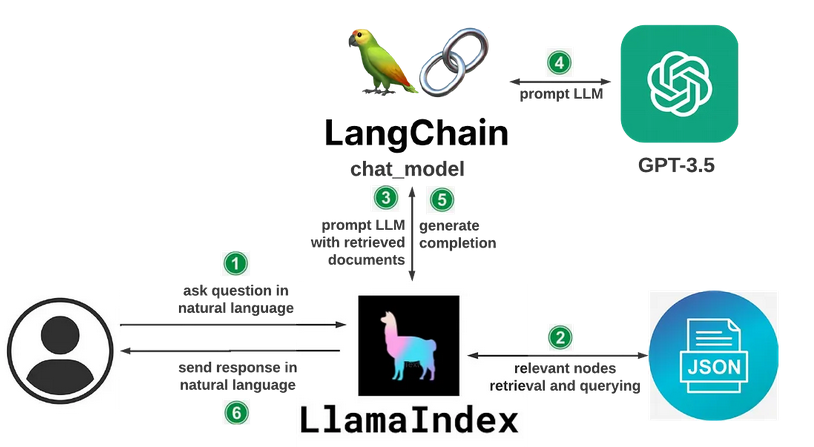 4
prompt LLM
LangChain
chat_model
GPT-3.5
3
5
prompt LLM
with retrieved
documents
generate
completion
1
ask question in
natural language
2
relevant nodes
retrieval and querying
JSON
send response in
natural language
6
LlamaIndex